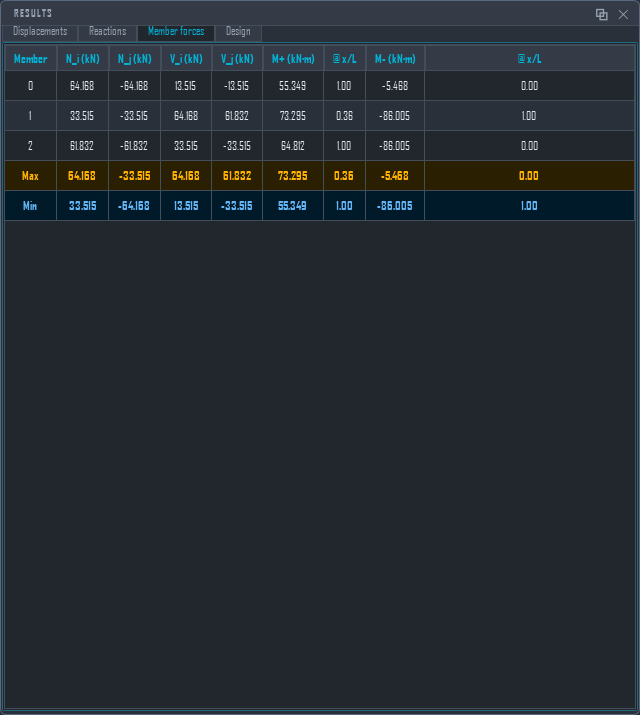 RESULTS
Displacements Reactions Member forces Design
Member N_i (kN) N_j (kN) V_i (kN) V_j (kN) M+ (kN·m) @ x/L M- (kN·m) @ x/L
0 64.168 -64.168 13.515 -13.515 55.349 1.00 -5.468 0.00
1 33.515 -33.515 64.168 61.832 73.295 0.36 -86.005 1.00
2 61.832 -61.832 33.515 -33.515 64.812 1.00 -86.005 0.00
Max 64.168 -33.515 64.168 61.832 73.295 0.36 -5.468 0.00
Min 33.515 -64.168 13.515 -33.515 55.349 1.00 -86.005 1.00